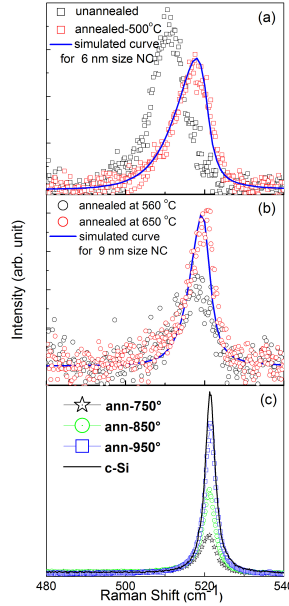 unannealed
(a)
annealed-500°C
simulated curve
for 6 nm size NC
annealed at 560 °C
(b)
annealed at 650 °C
simulated curve
for 9 nm size NC
Intensity (arb. unit)
ann-750°
(c)
ann-850°
ann-950°
c-Si
480 500 520 540
Raman Shift (cm⁻¹)